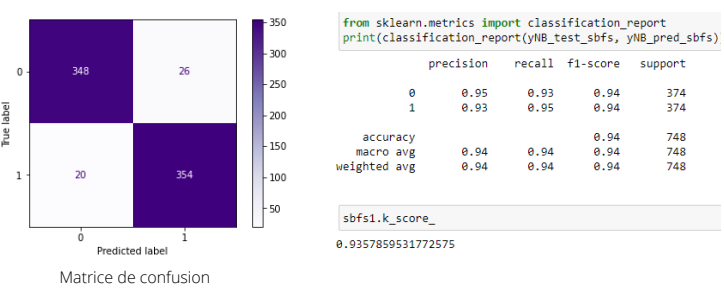 0
1
True label
348
26
20
354
0
1
Predicted label
350
300
250
200
150
100
50
Matrice de confusion
from sklearn.metrics import classification_report
print(classification_report(yNB_test_sbfs, yNB_pred_sbfs))
precision recall f1-score support
0 0.95 0.93 0.94 374
1 0.93 0.95 0.94 374
accuracy 0.94 748
macro avg 0.94 0.94 0.94 748
weighted avg 0.94 0.94 0.94 748
sbfs1.k_score_
0.9357859531772575